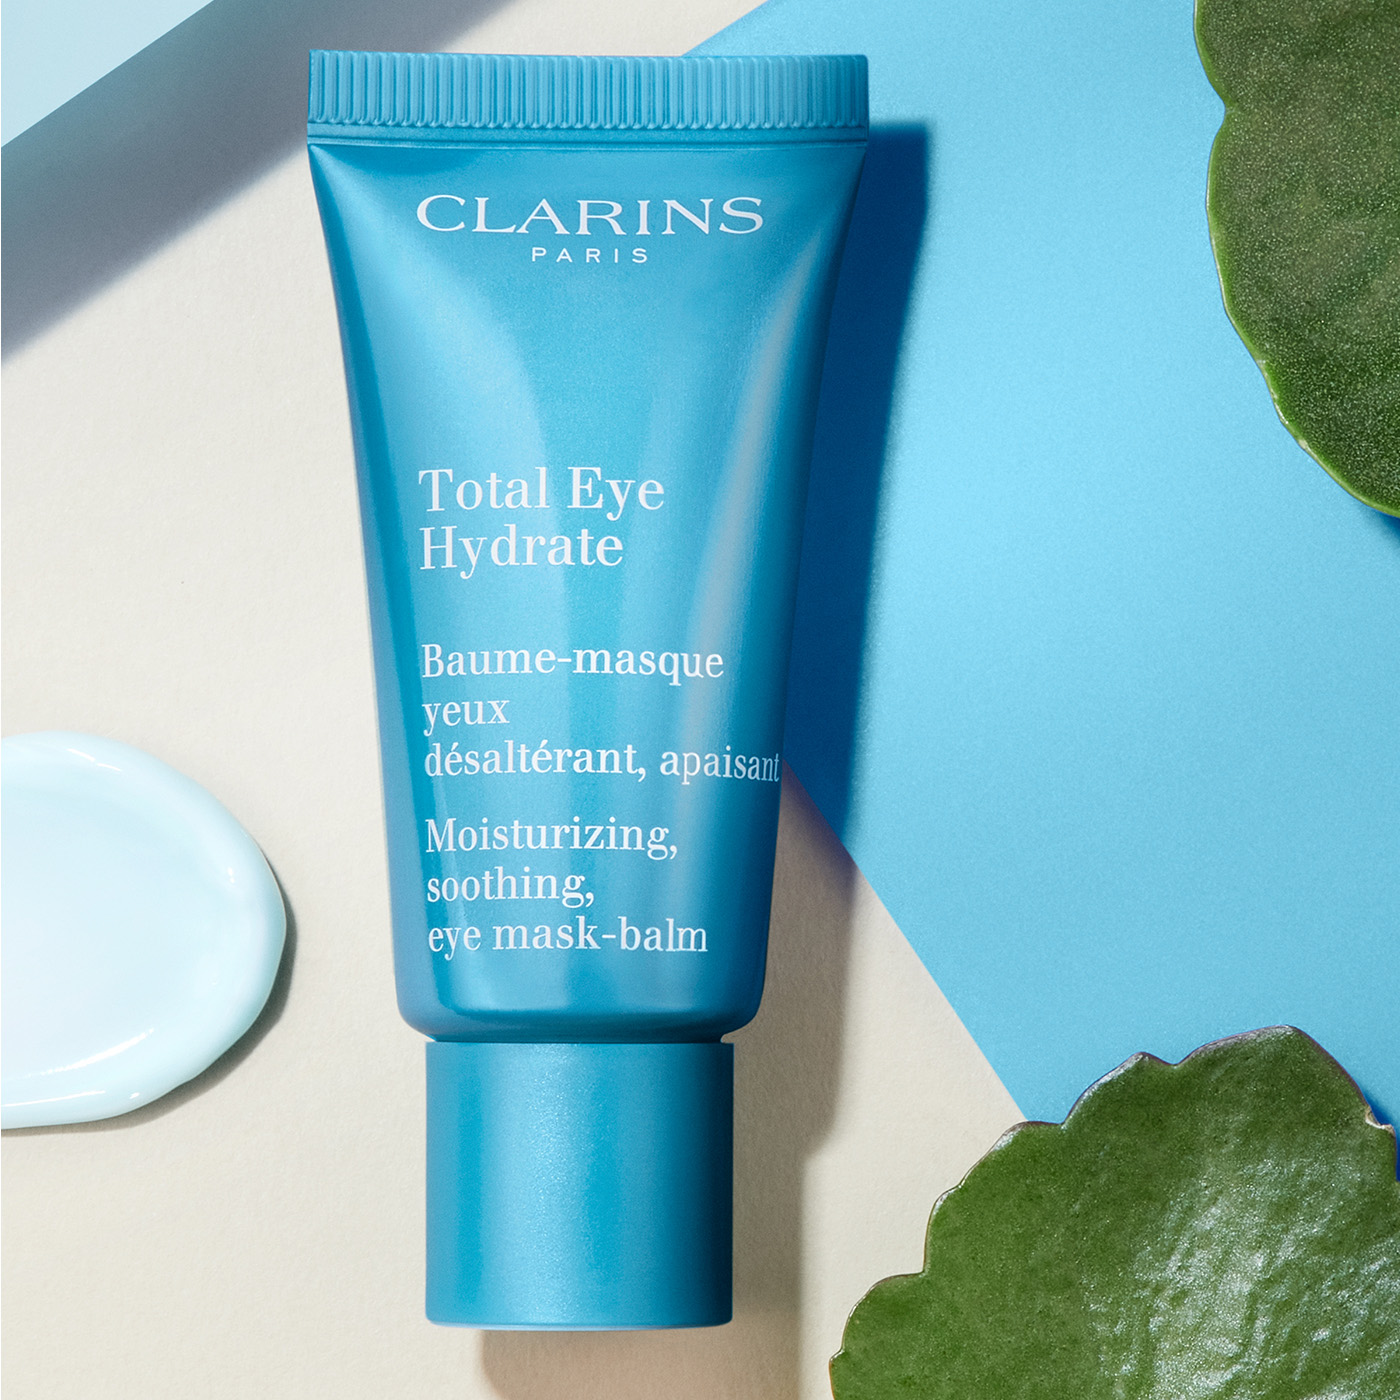 CLARINS
PARIS
Total Eye
Hydrate
Baume-masque
yeux
désaltérant, apaisant
Moisturizing,
soothing,
eye mask-balm